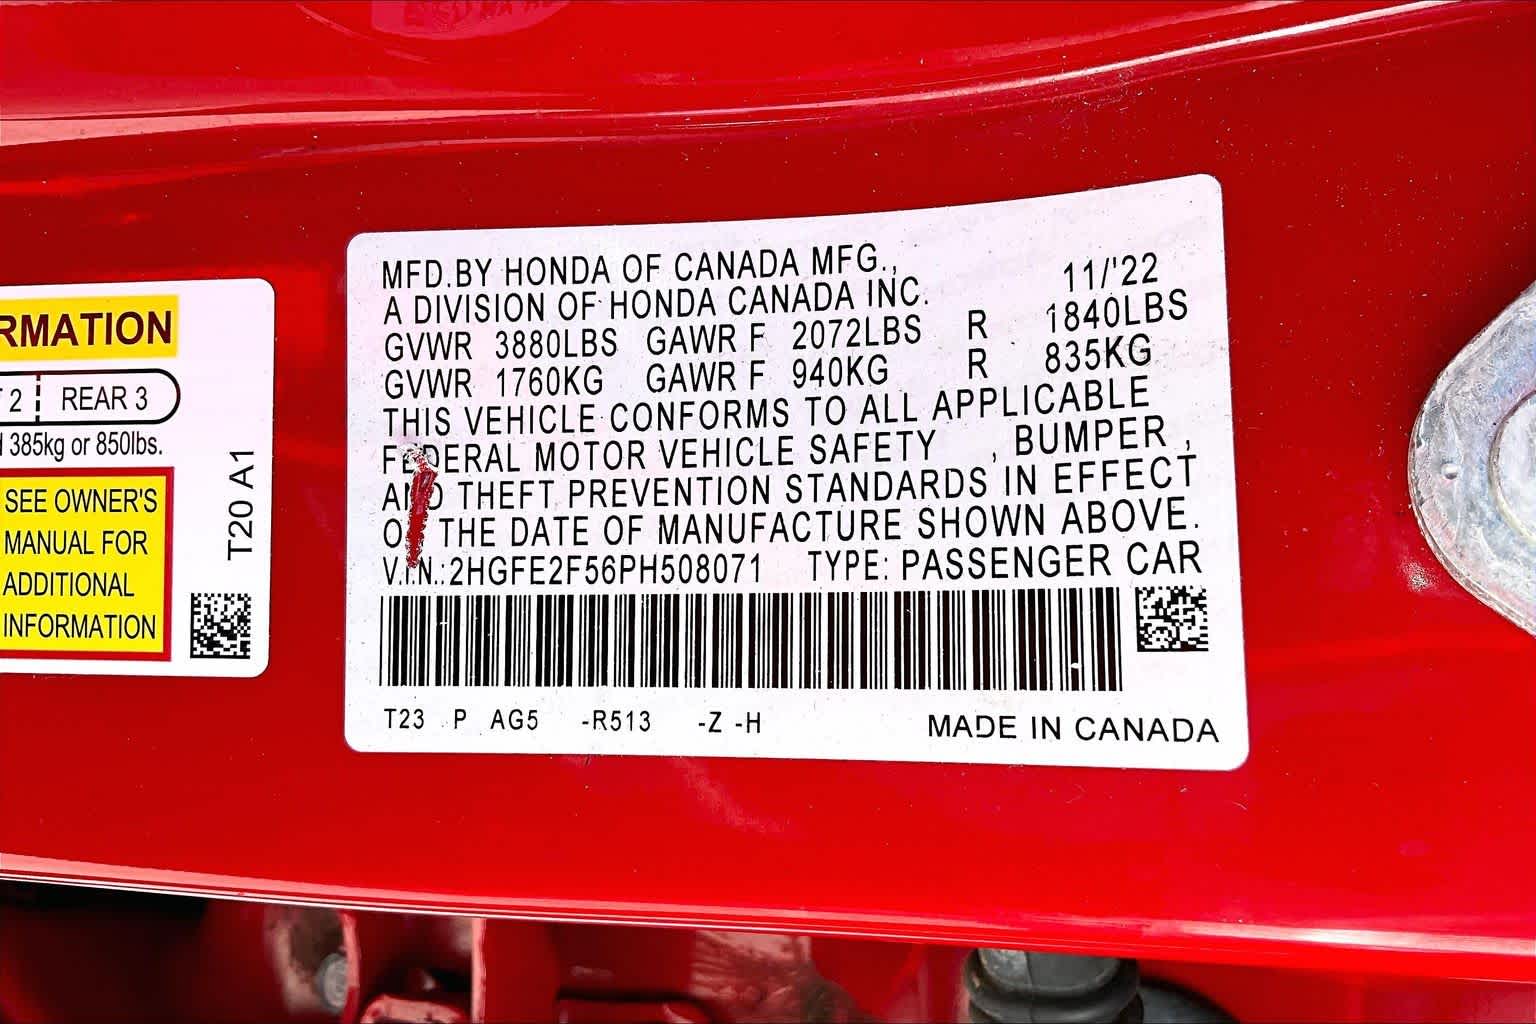 RMATION
2 REAR 3
385kg or 850lbs.
SEE OWNER'S
MANUAL FOR
ADDITIONAL
INFORMATION
T20 A1
MFD.BY HONDA OF CANADA MFG., 11/'22
A DIVISION OF HONDA CANADA INC.
GVWR 3880LBS GAWR F 2072LBS R 1840LBS
GVWR 1760KG GAWR F 940KG R 835KG
THIS VEHICLE CONFORMS TO ALL APPLICABLE
FEDERAL MOTOR VEHICLE SAFETY , BUMPER ,
AND THEFT PREVENTION STANDARDS IN EFFECT
ON THE DATE OF MANUFACTURE SHOWN ABOVE.
V.I.N.:2HGFE2F56PH508071 TYPE: PASSENGER CAR
T23 P AG5 -R513 -Z -H MADE IN CANADA